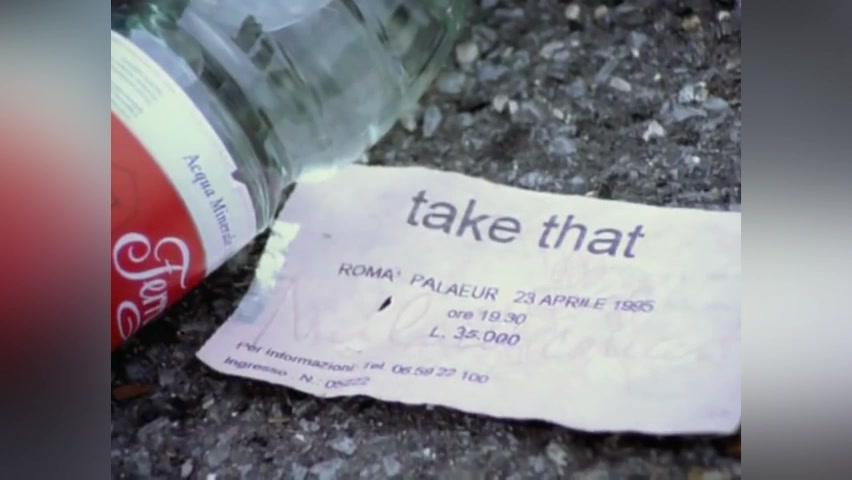 Acqua Minerale
take that
ROMA' PALAEUR 23 APRILE 1995
ore 19.30
L. 35.000
Per informazioni: Tel. 06.59 22 100
Ingresso N.: 05222